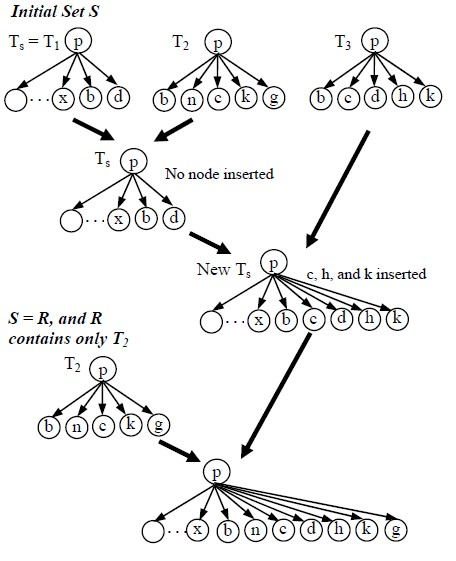 Initial Set S
Ts = T1 p T2 p T3 p
... x b d b n c k g b c d h k
Ts p
No node inserted
... x b d
New Ts p
c, h, and k inserted
... x b c d h k
S = R, and R
contains only T2
T2 p
b n c k g
p
... x b n c d h k g